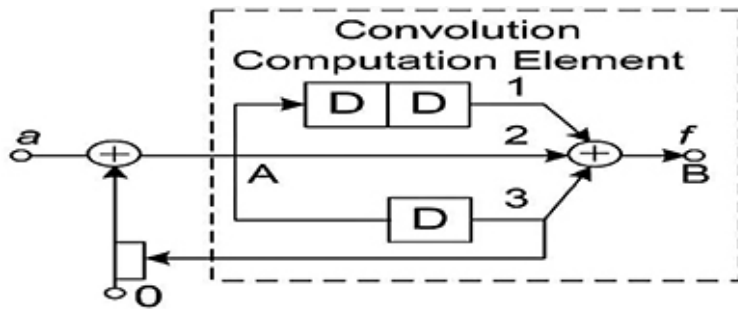 Convolution
Computation Element
D D 1
a 2 f
A B
D 3
0